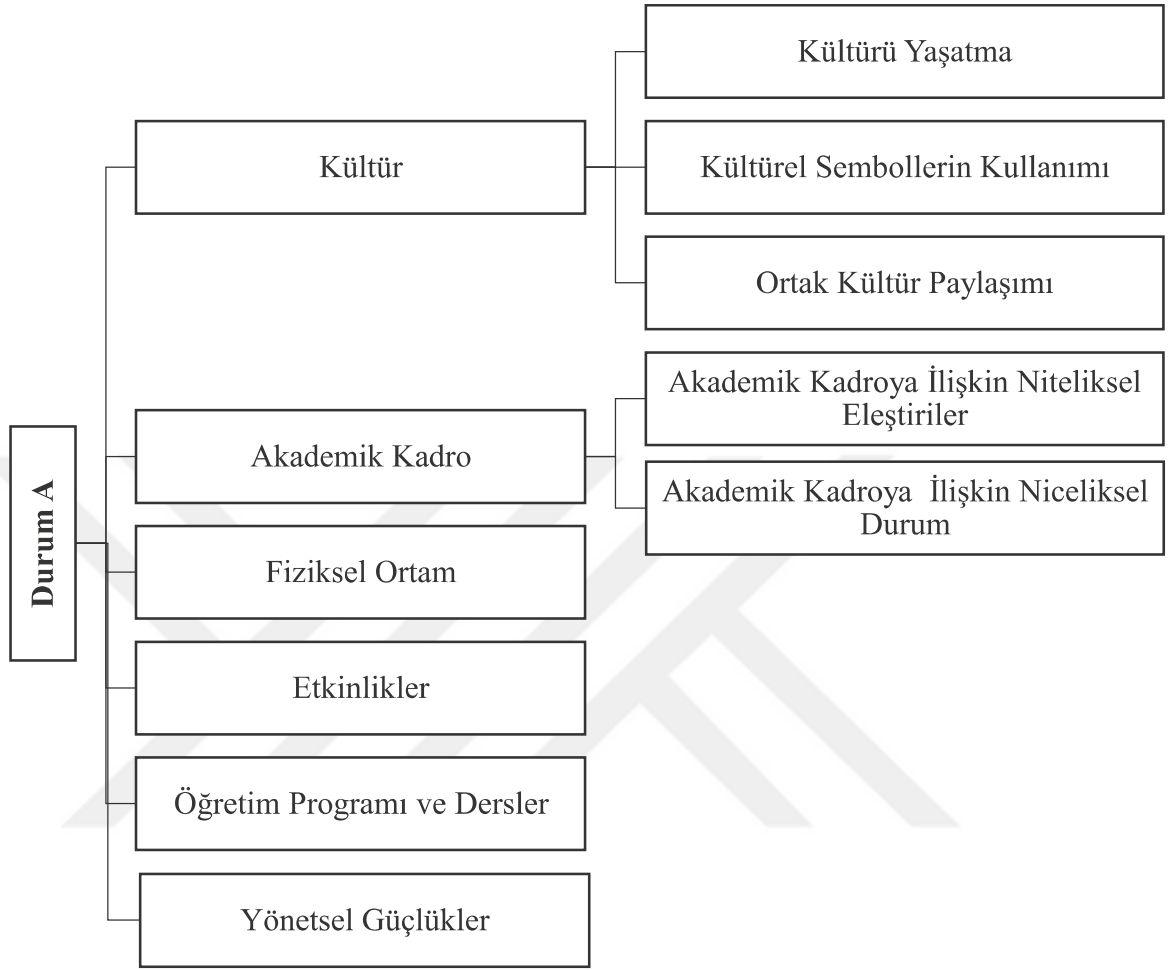 Kültürü Yaşatma
Kültür
Kültürel Sembollerin Kullanımı
Ortak Kültür Paylaşımı
Akademik Kadroya İlişkin Niteliksel
Eleştiriler
Akademik Kadro
Akademik Kadroya İlişkin Niceliksel
Durum
Durum A
Fiziksel Ortam
Etkinlikler
Öğretim Programı ve Dersler
Yönetsel Güçlükler